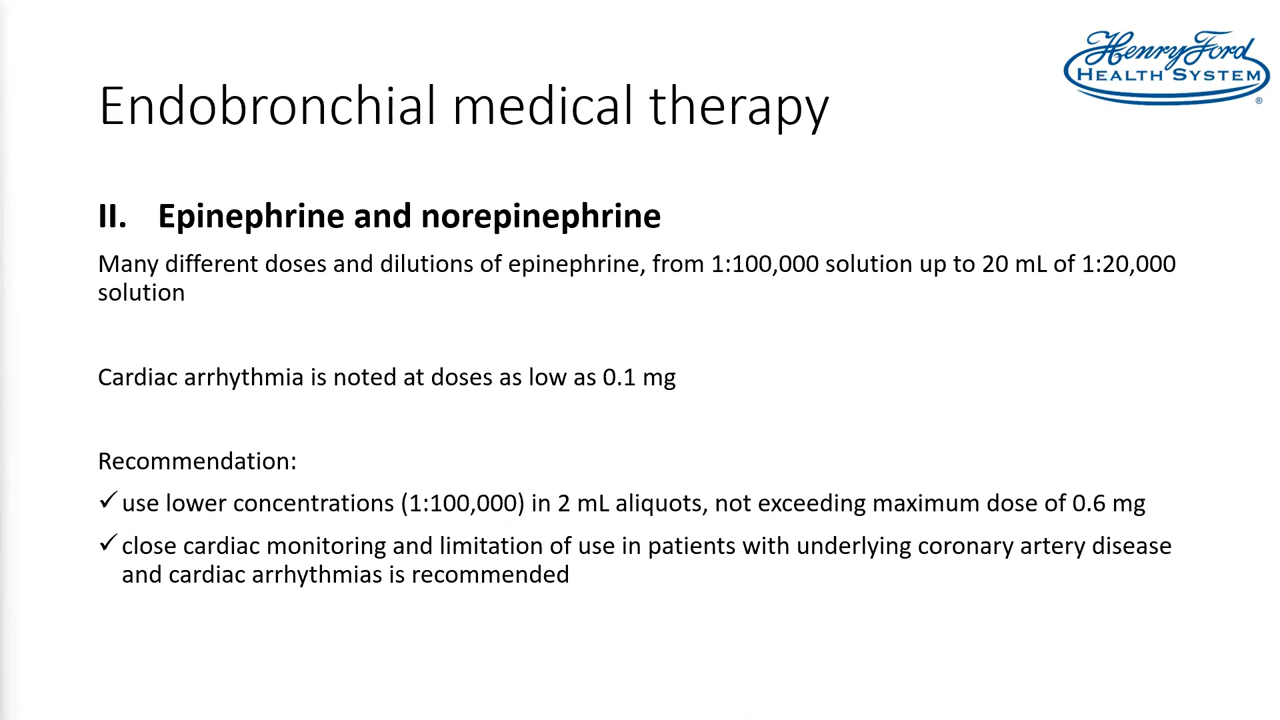 Henry Ford
HEALTH SYSTEM
®
Endobronchial medical therapy
II. Epinephrine and norepinephrine
Many different doses and dilutions of epinephrine, from 1:100,000 solution up to 20 mL of 1:20,000
solution
Cardiac arrhythmia is noted at doses as low as 0.1 mg
Recommendation:
✓ use lower concentrations (1:100,000) in 2 mL aliquots, not exceeding maximum dose of 0.6 mg
✓ close cardiac monitoring and limitation of use in patients with underlying coronary artery disease
and cardiac arrhythmias is recommended